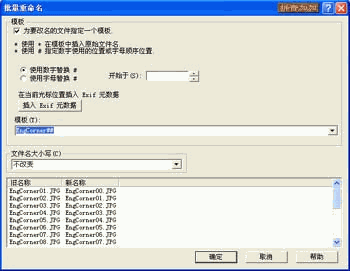 批量重命名
模板
为要改名的文件指定一个模板.
* 使用 * 在模板中插入原始文件名
* 使用 # 指定数字使用的位置或字母顺序位置.
使用数字替换 #
使用字母替换 #
开始于(S):
在当前光标位置插入 Exif 元数据
插入 Exif 元数据
模板(T):
EngCorner##
文件名大小写(C)
不改变
旧名称 新名称
EngCorner01.JPG EngCorner00.JPG
EngCorner02.JPG EngCorner01.JPG
EngCorner03.JPG EngCorner02.JPG
EngCorner04.JPG EngCorner03.JPG
EngCorner05.JPG EngCorner04.JPG
EngCorner06.JPG EngCorner05.JPG
EngCorner07.JPG EngCorner06.JPG
EngCorner08.JPG EngCorner07.JPG
确定 取消 帮助